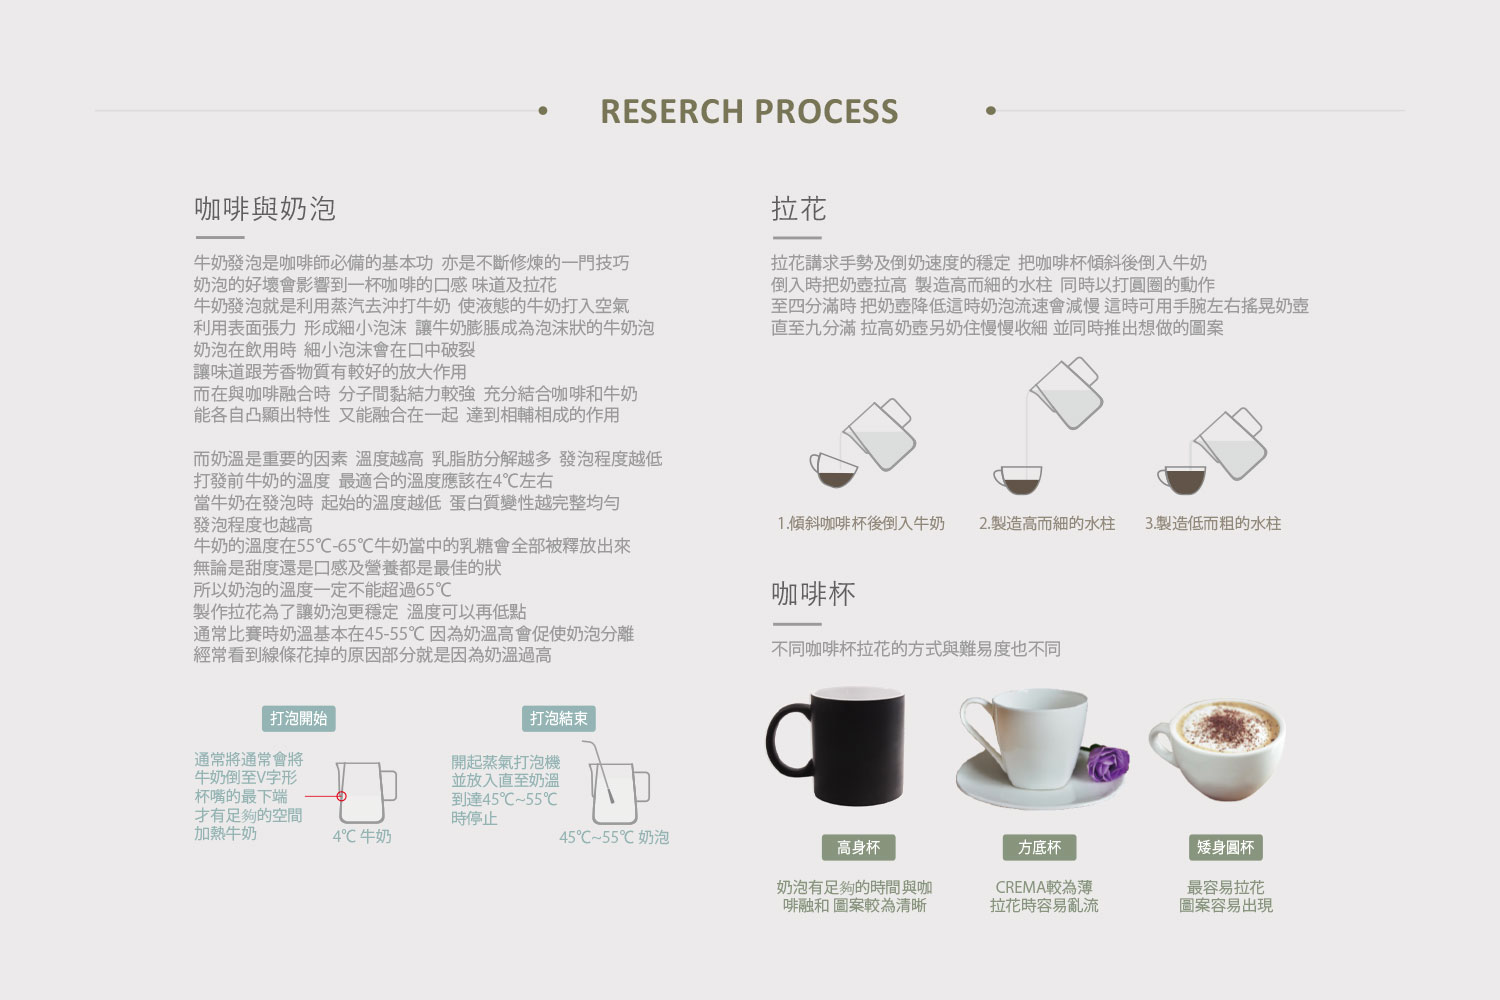 RESERCH PROCESS
咖啡與奶泡
牛奶發泡是咖啡師必備的基本功 亦是不斷修煉的一門技巧
奶泡的好壞會影響到一杯咖啡的口感 味道及拉花
牛奶發泡就是利用蒸汽去沖打牛奶 使液態的牛奶打入空氣
利用表面張力 形成細小泡沫 讓牛奶膨脹成為泡沫狀的牛奶泡
奶泡在飲用時 細小泡沫會在口中破裂
讓味道跟芳香物質有較好的放大作用
而在與咖啡融合時 分子間黏結力較強 充分結合咖啡和牛奶
能各自凸顯出特性 又能融合在一起 達到相輔相成的作用
而奶溫是重要的因素 溫度越高 乳脂肪分解越多 發泡程度越低
打發前牛奶的溫度 最適合的溫度應該在4℃左右
當牛奶在發泡時 起始的溫度越低 蛋白質變性越完整均勻
發泡程度也越高
牛奶的溫度在55℃-65℃牛奶當中的乳糖會全部被釋放出來
無論是甜度還是口感及營養都是最佳的狀
所以奶泡的溫度一定不能超過65℃
製作拉花為了讓奶泡更穩定 溫度可以再低點
通常比賽時奶溫基本在45-55℃ 因為奶溫高會促使奶泡分離
經常看到線條花掉的原因部分就是因為奶溫過高
打泡開始
通常將通常會將
牛奶倒至V字形
杯嘴的最下端
才有足夠的空間
加熱牛奶
4℃ 牛奶
打泡結束
開起蒸氣打泡機
並放入直至奶溫
到達45℃~55℃
時停止
45℃~55℃ 奶泡
拉花
拉花講求手勢及倒奶速度的穩定 把咖啡杯傾斜後倒入牛奶
倒入時把奶壺拉高 製造高而細的水柱 同時以打圓圈的動作
至四分滿時 把奶壺降低這時奶泡流速會減慢 這時可用手腕左右搖晃奶壺
直至九分滿 拉高奶壺另奶住慢慢收細 並同時推出想做的圖案
1.傾斜咖啡杯後倒入牛奶
2.製造高而細的水柱
3.製造低而粗的水柱
咖啡杯
不同咖啡杯拉花的方式與難易度也不同
高身杯
奶泡有足夠的時間與咖
啡融和 圖案較為清晰
方底杯
CREMA較為薄
拉花時容易亂流
矮身圓杯
最容易拉花
圖案容易出現